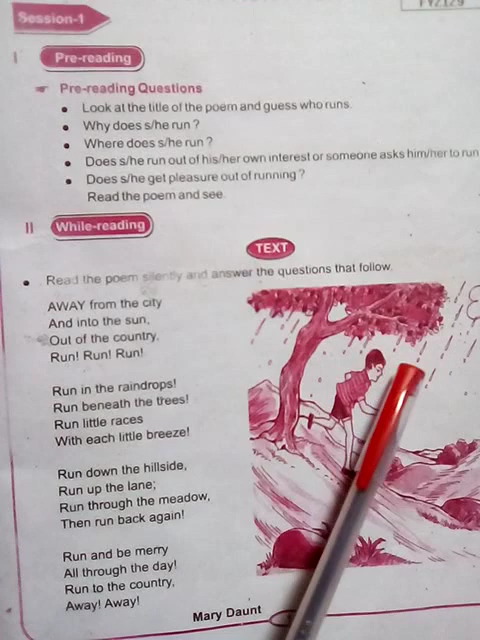 Session-1
I Pre-reading
Pre-reading Questions
• Look at the title of the poem and guess who runs.
• Why does s/he run ?
• Where does s/he run ?
• Does s/he run out of his/her own interest or someone asks him/her to run
• Does s/he get pleasure out of running ?
Read the poem and see.
II While-reading
TEXT
• Read the poem silently and answer the questions that follow.
AWAY from the city
And into the sun,
Out of the country,
Run! Run! Run!
Run in the raindrops!
Run beneath the trees!
Run little races
With each little breeze!
Run down the hillside,
Run up the lane;
Run through the meadow,
Then run back again!
Run and be merry
All through the day!
Run to the country,
Away! Away!
Mary Daunt